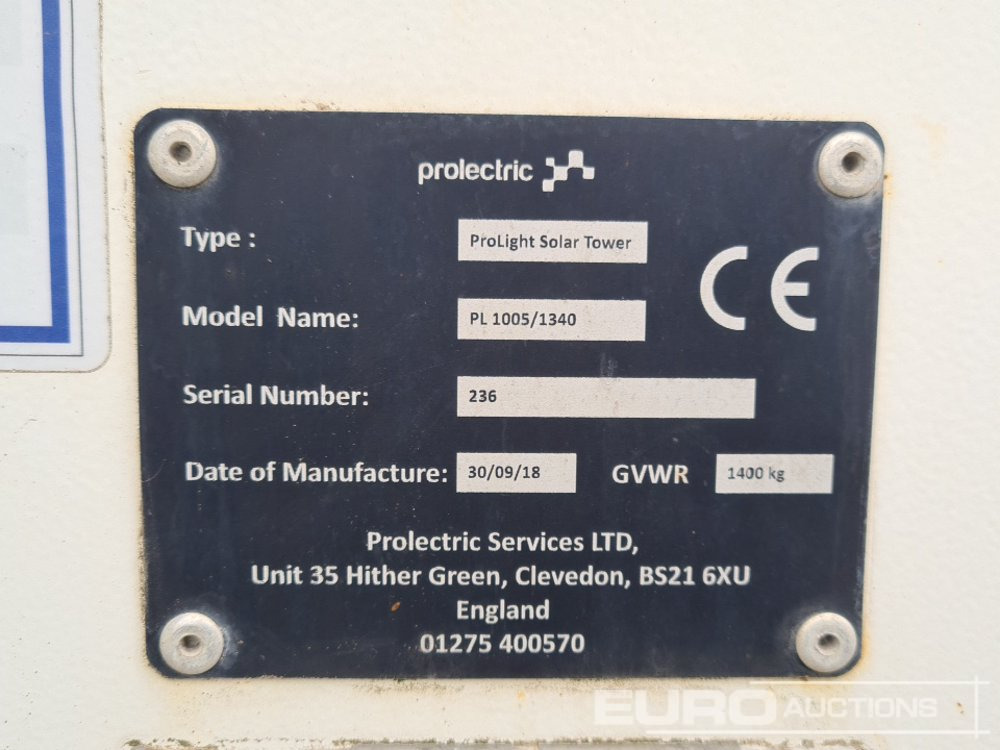 prolectric
Type : ProLight Solar Tower
Model Name: PL 1005/1340
CE
Serial Number: 236
Date of Manufacture: 30/09/18 GVWR 1400 kg
Prolectric Services LTD,
Unit 35 Hither Green, Clevedon, BS21 6XU
England
01275 400570
EURO AUCTIONS